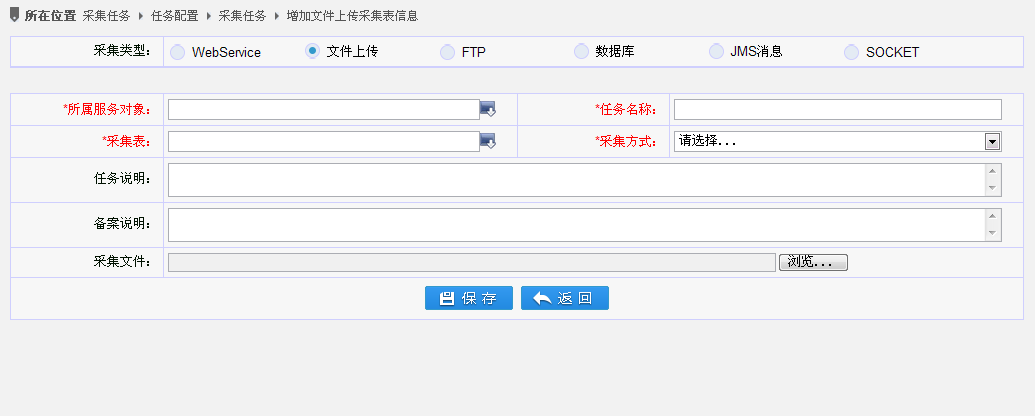 所在位置 采集任务 任务配置 采集任务 增加文件上传采集表信息
采集类型： WebService 文件上传 FTP 数据库 JMS消息 SOCKET
*所属服务对象： *任务名称：
*采集表： *采集方式： 请选择...
任务说明：
备案说明：
采集文件： 浏览...
保存 返回